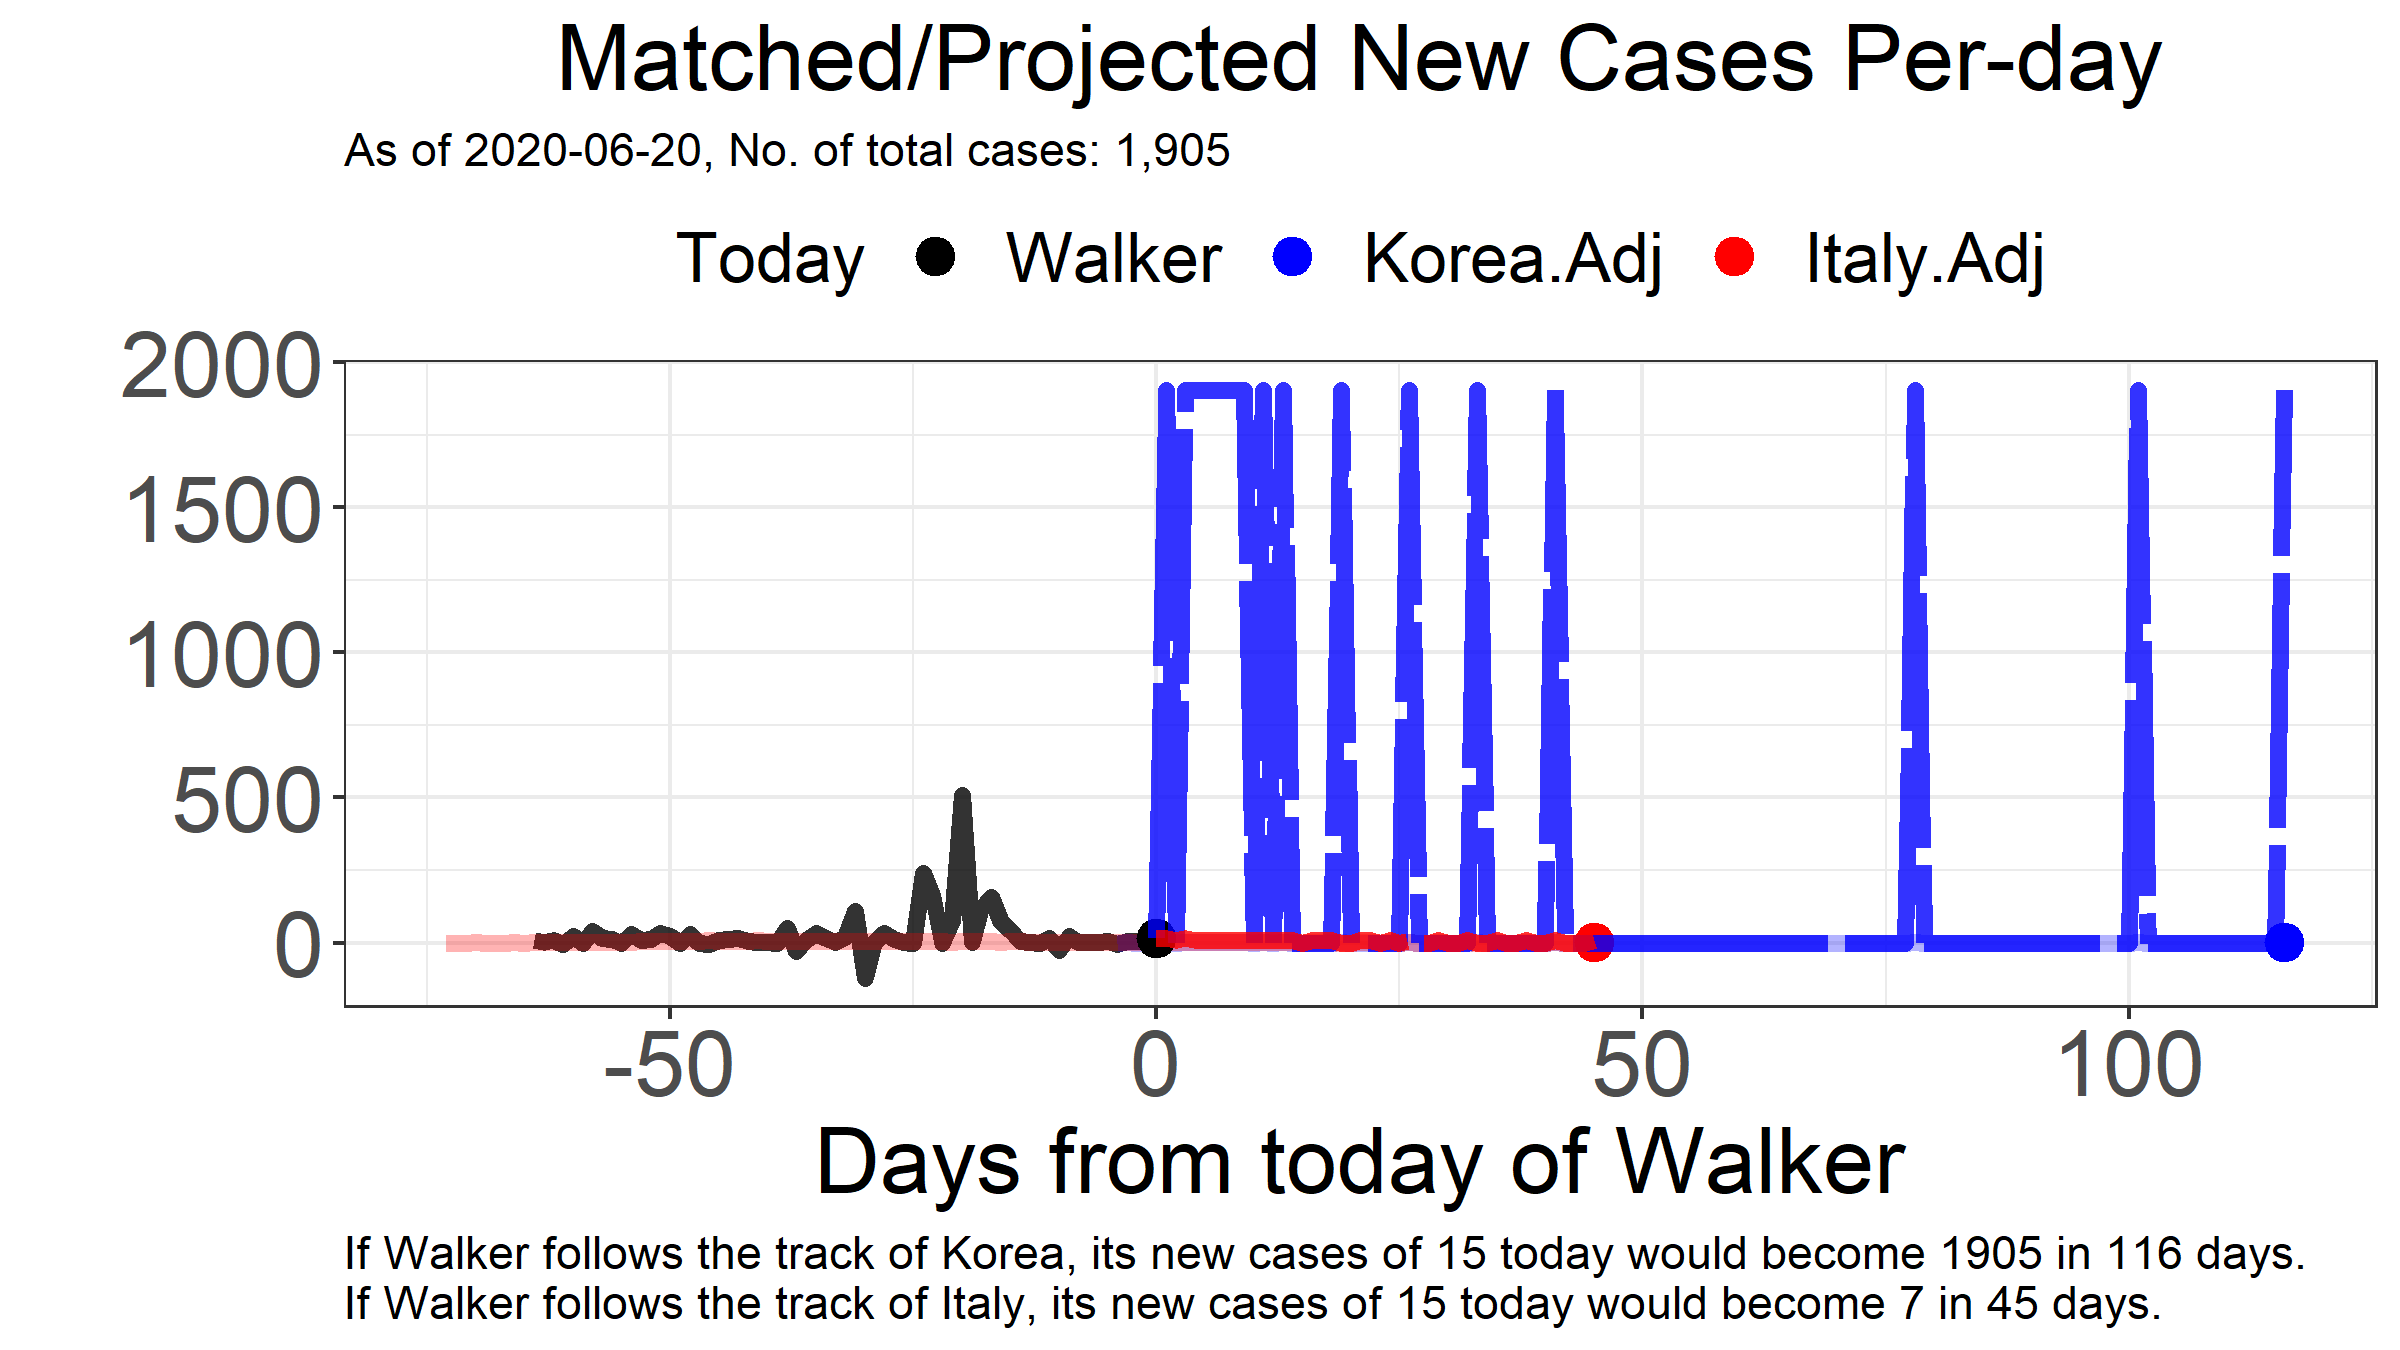 Matched/Projected New Cases Per-day
As of 2020-06-20, No. of total cases: 1,905
Today Walker Korea.Adj Italy.Adj
2000
1500
1000
500
0
-50 0 50 100
Days from today of Walker
If Walker follows the track of Korea, its new cases of 15 today would become 1905 in 116 days.
If Walker follows the track of Italy, its new cases of 15 today would become 7 in 45 days.